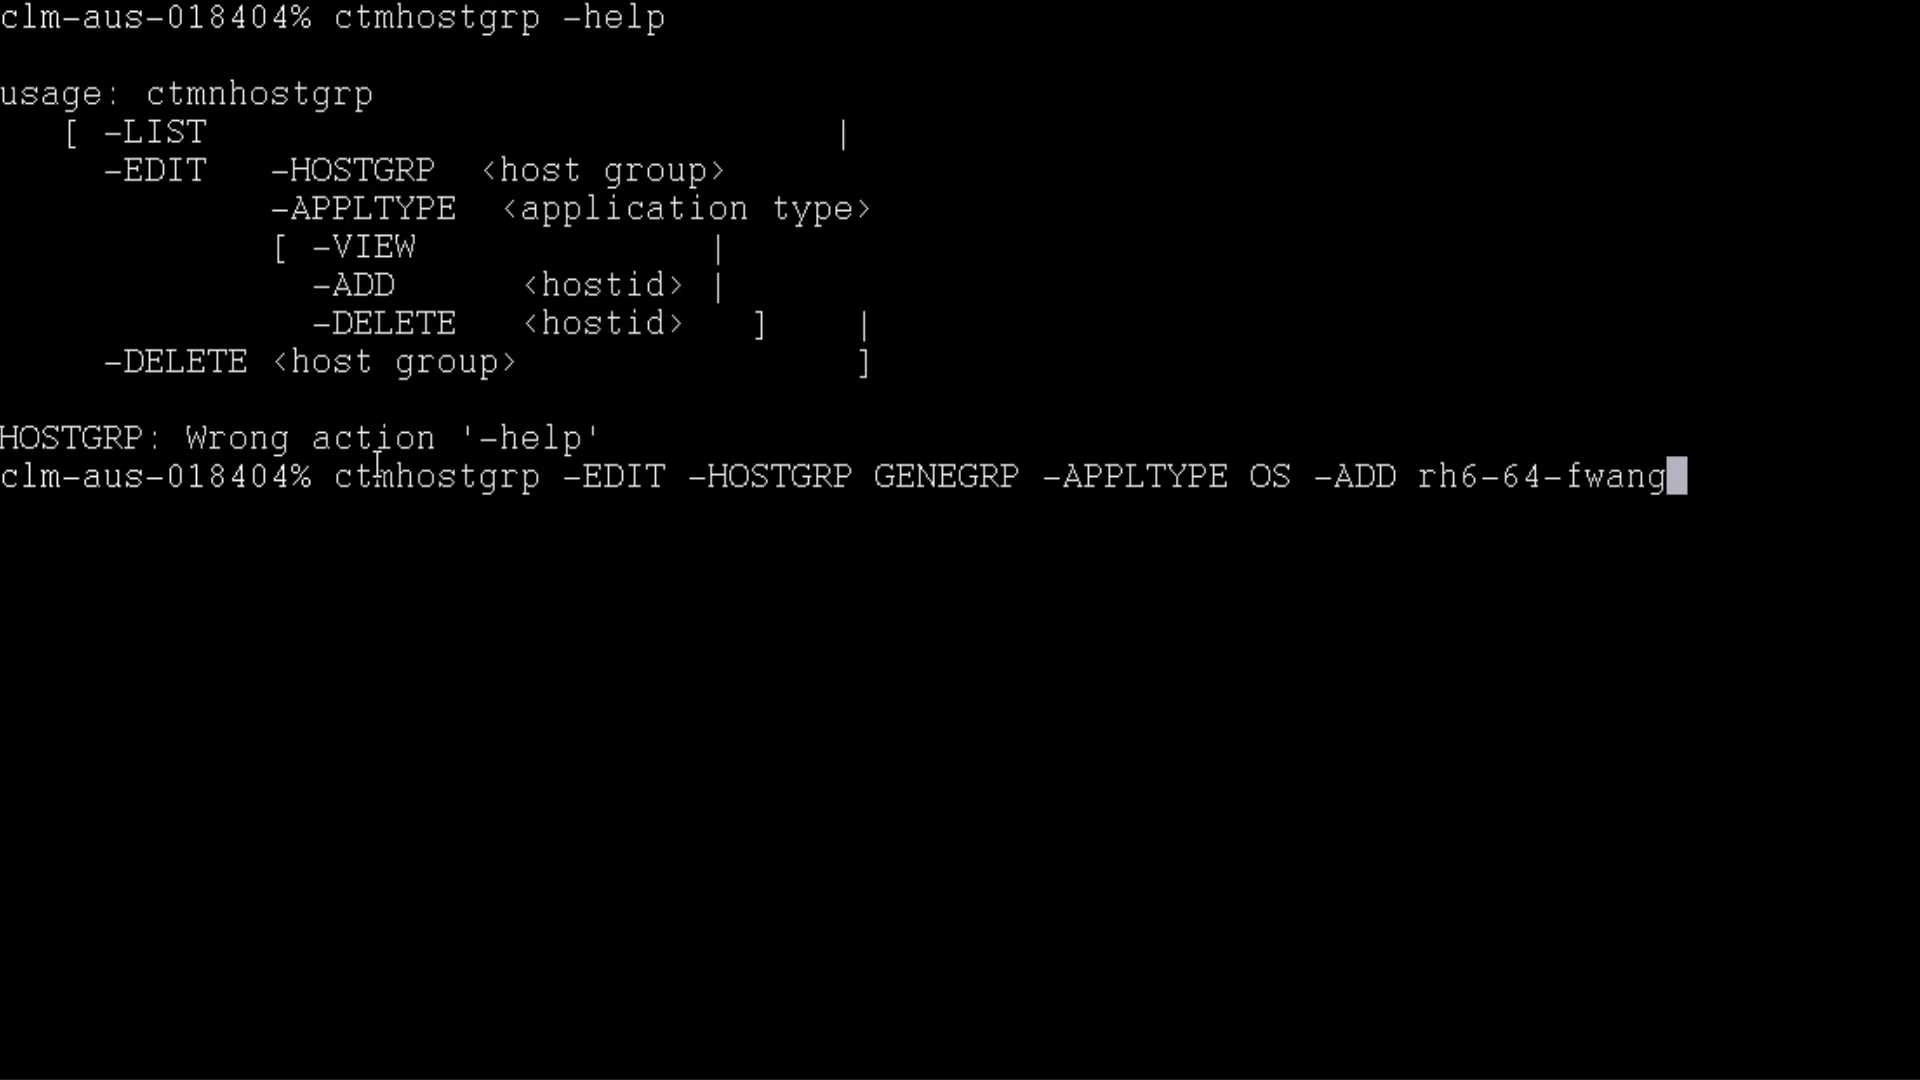 clm-aus-018404% ctmhostgrp -help
usage: ctmnhostgrp
[ -LIST |
-EDIT -HOSTGRP <host group>
-APPLTYPE <application type>
[ -VIEW |
-ADD <hostid> |
-DELETE <hostid> ] |
-DELETE <host group> ]
HOSTGRP: Wrong action '-help'
clm-aus-018404% ctmhostgrp -EDIT -HOSTGRP GENEGRP -APPLTYPE OS -ADD rh6-64-fwang